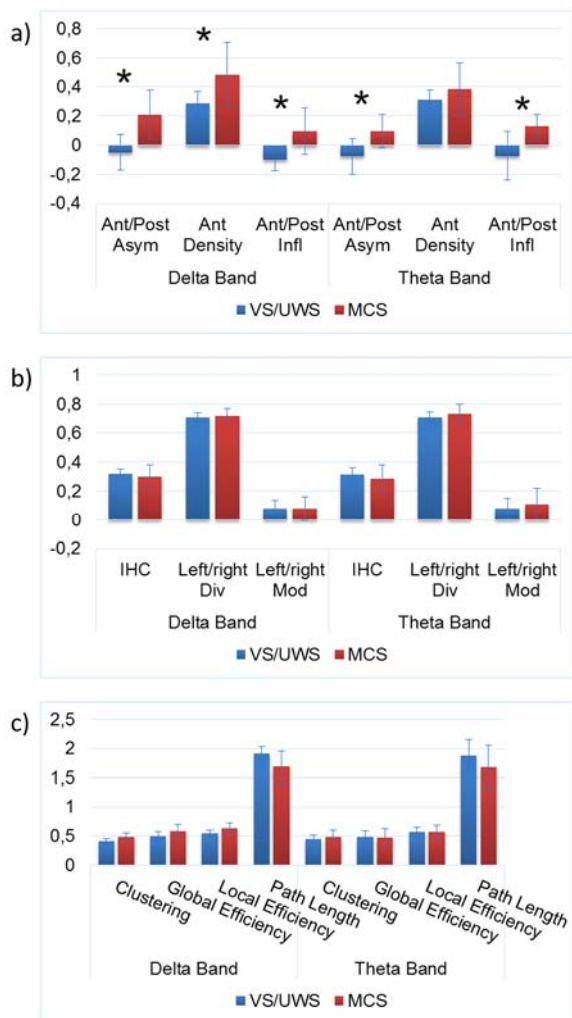 a)
0,8
0,6
0,4
0,2
0
-0,2
-0,4
* * * * *
Ant/Post Asym Ant Density Ant/Post Infl Ant/Post Asym Ant Density Ant/Post Infl
Delta Band Theta Band
VS/UWS MCS
b)
1
0,8
0,6
0,4
0,2
0
-0,2
IHC Left/right Div Left/right Mod IHC Left/right Div Left/right Mod
Delta Band Theta Band
VS/UWS MCS
c)
2,5
2
1,5
1
0,5
0
Clustering Global Efficiency Local Efficiency Path Length Clustering Global Efficiency Local Efficiency Path Length
Delta Band Theta Band
VS/UWS MCS